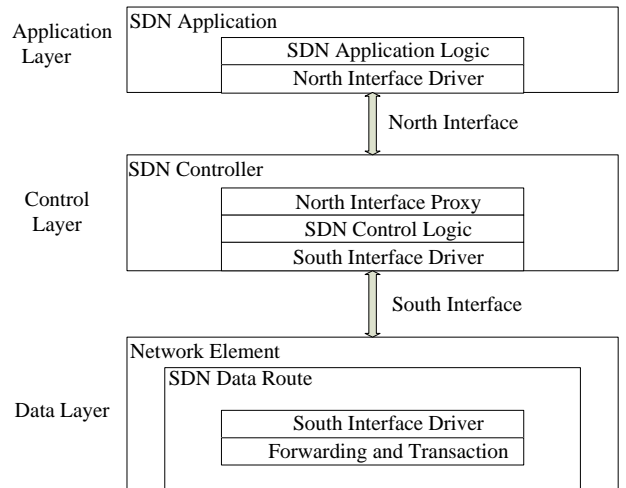 Application
Layer
SDN Application
SDN Application Logic
North Interface Driver
North Interface
Control
Layer
SDN Controller
North Interface Proxy
SDN Control Logic
South Interface Driver
South Interface
Data Layer
Network Element
SDN Data Route
South Interface Driver
Forwarding and Transaction